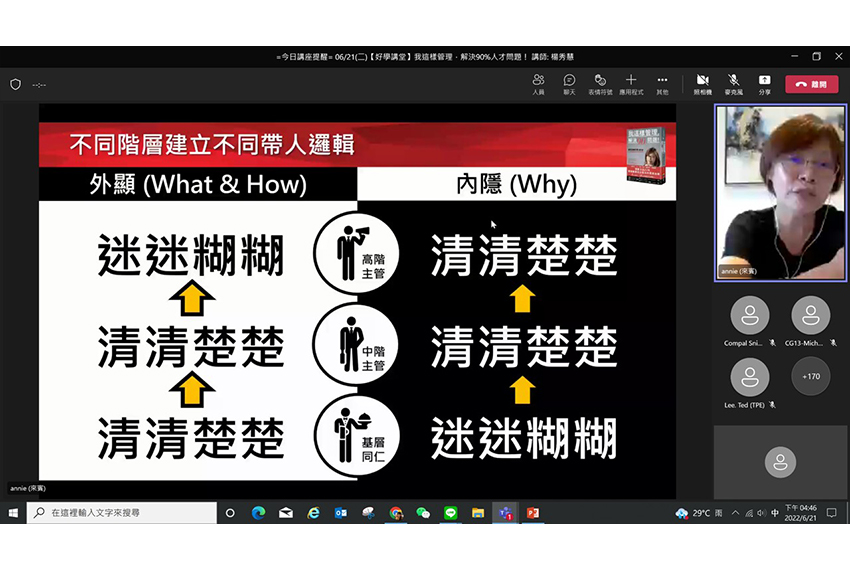 =今日講座提醒= 06/21(二)【好學講堂】我這樣管理，解決90%人才問題！ 講師: 楊秀慧
--:--
人員
聊天
表情符號
應用程式
其他
照相機
麥克風
分享
離開
不同階層建立不同帶人邏輯
我這樣管理,
外顯 (What & How)
內隱 (Why)
迷迷糊糊
高階
主管
清清楚楚
清清楚楚
中階
主管
清清楚楚
清清楚楚
基層
同仁
迷迷糊糊
annie (來賓)
Compal Sni...
CG13-Mich...
Lee. Ted (TPE)
+170
annie (來賓)
在這裡輸入文字來搜尋
29°C 雨
中
下午 04:46
2022/6/21